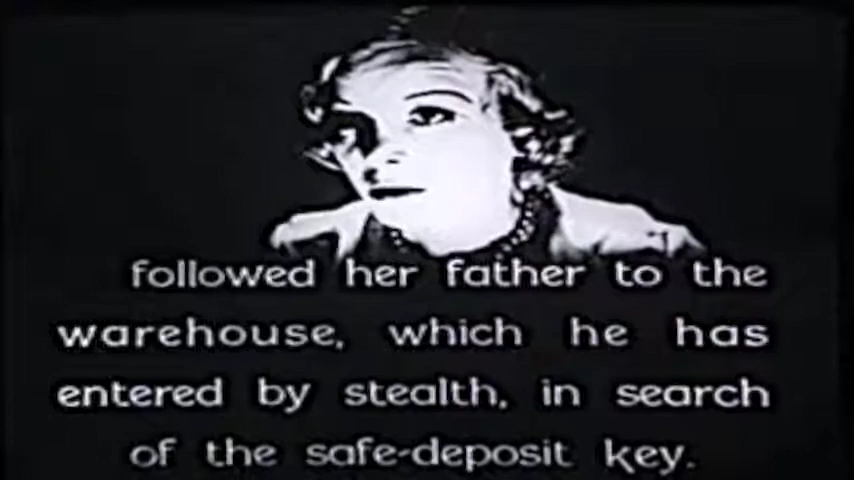 followed her father to the
warehouse, which he has
entered by stealth, in search
of the safe-deposit key.